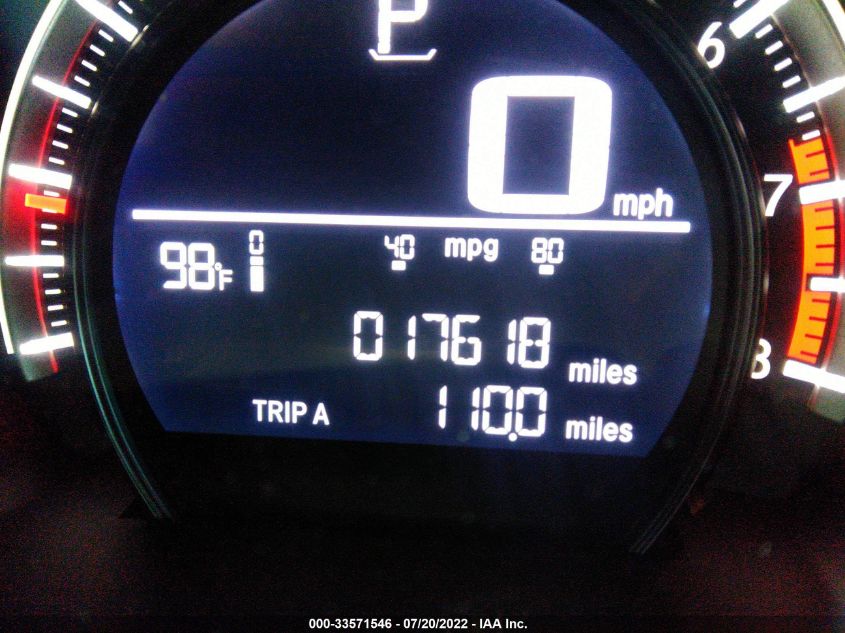 P
6
0 mph
7
98°F 0 40 mpg 80
017618 miles
8
TRIP A 110.0 miles
000-33571546 - 07/20/2022 - IAA Inc.